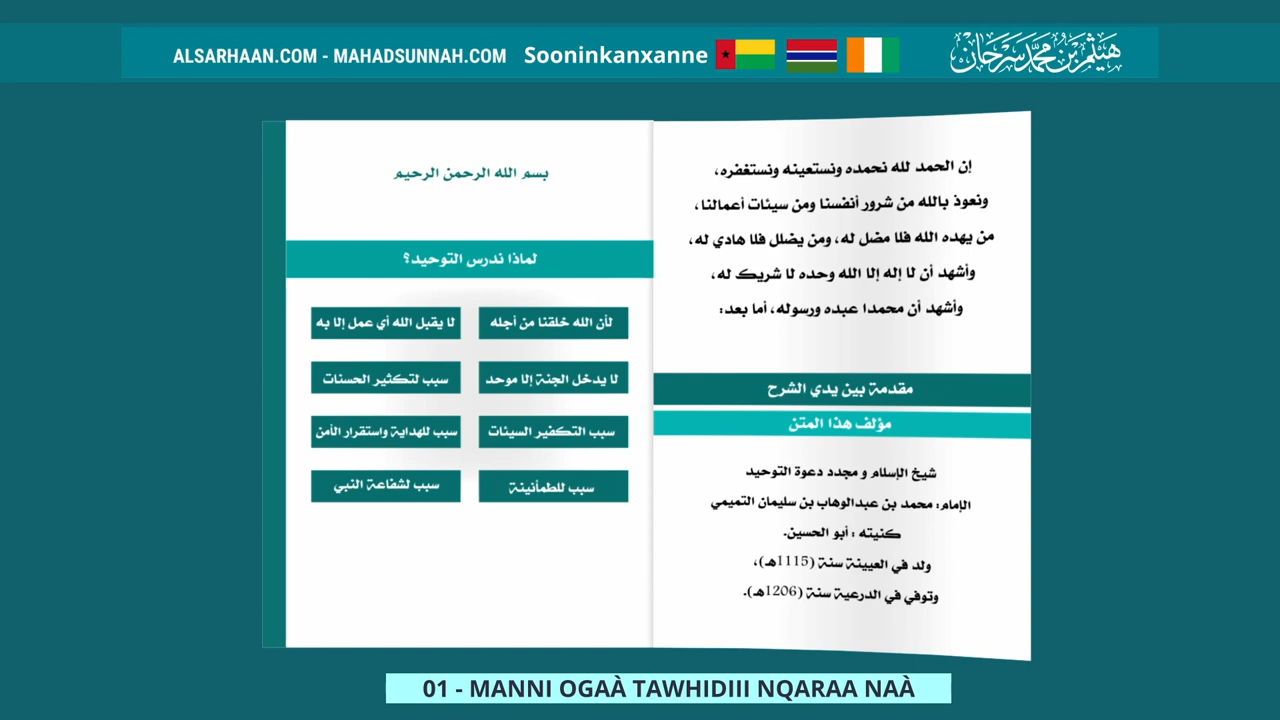 ALSARHAAN.COM - MAHADSUNNAH.COM Sooninkanxanne
هيثم بن محمد سرحان
إن الحمد لله نحمده ونستعينه ونستغفره،
ونعوذ بالله من شرور أنفسنا ومن سيئات أعمالنا،
من يهده الله فلا مضل له، ومن يضلل فلا هادي له،
وأشهد أن لا إله إلا الله وحده لا شريك له،
وأشهد أن محمدا عبده ورسوله، أما بعد:
مقدمة بين يدي الشرح
مؤلف هذا المتن
شيخ الإسلام و مجدد دعوة التوحيد
الإمام: محمد بن عبدالوهاب بن سليمان التميمي
كنيته : أبو الحسين.
ولد في العيينة سنة (1115هـ)،
وتوفي في الدرعية سنة (1206هـ).
بسم الله الرحمن الرحيم
لماذا ندرس التوحيد؟
لأن الله خلقنا من أجله
لا يقبل الله أي عمل إلا به
لا يدخل الجنة إلا موحد
سبب لتكثير الحسنات
سبب التكفير السيئات
سبب للهداية واستقرار الأمن
سبب للطمأنينة
سبب لشفاعة النبي
01 - MANNI OGAÀ TAWHIDIII NQARAA NAÀ